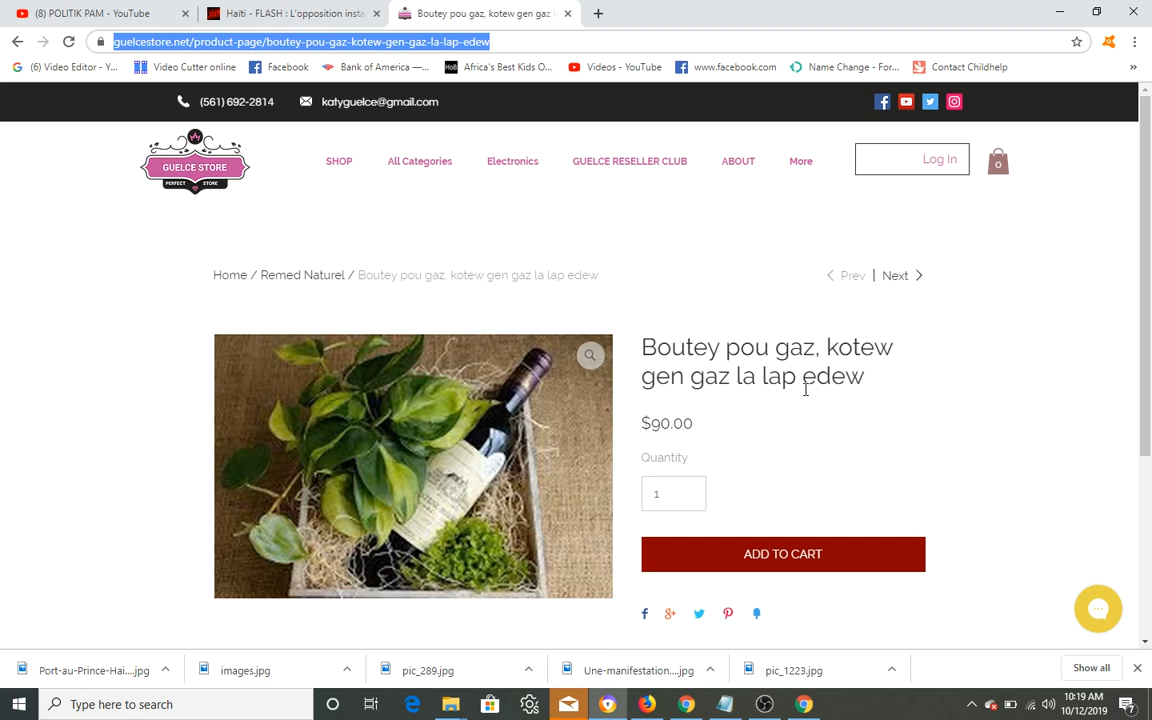 (8) POLITIK PAM - YouTube
Haïti - FLASH : L'opposition insta
Boutey pou gaz, kotew gen gaz l
guelcestore.net/product-page/boutey-pou-gaz-kotew-gen-gaz-la-lap-edew
(6) Video Editor - Y...
Video Cutter online
Facebook
Bank of America —...
Africa's Best Kids O...
Videos - YouTube
www.facebook.com
Name Change - For...
Contact Childhelp
(561) 692-2814
katyguelce@gmail.com
GUELCE STORE
PERFECT STORE
SHOP
All Categories
Electronics
GUELCE RESELLER CLUB
ABOUT
More
Log In
0
Home / Remed Naturel / Boutey pou gaz, kotew gen gaz la lap edew
Prev | Next
Boutey pou gaz, kotew
gen gaz la lap edew
$90.00
Quantity
1
ADD TO CART
Port-au-Prince-Hai....jpg
images.jpg
pic_289.jpg
Une-manifestation....jpg
pic_1223.jpg
Show all
Type here to search
10:19 AM
10/12/2019
7